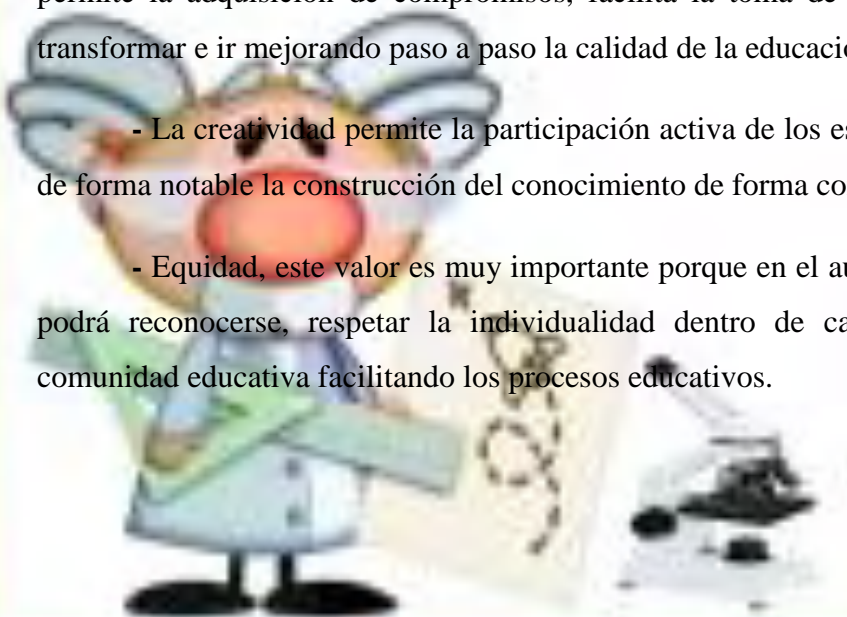 permite la adquisición de compromisos, facilita la toma de
transformar e ir mejorando paso a paso la calidad de la educació
- La creatividad permite la participación activa de los es
de forma notable la construcción del conocimiento de forma co
- Equidad, este valor es muy importante porque en el au
podrá reconocerse, respetar la individualidad dentro de ca
comunidad educativa facilitando los procesos educativos.